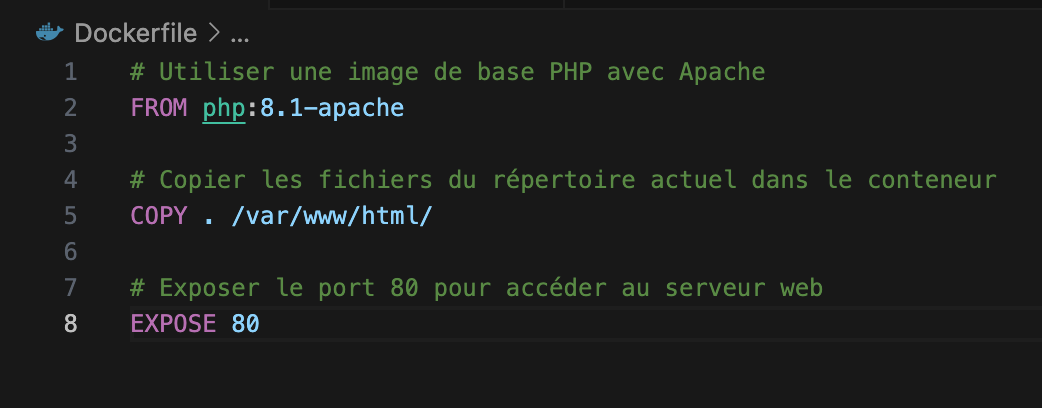 Dockerfile > ...
1 # Utiliser une image de base PHP avec Apache
2 FROM php:8.1-apache
3
4 # Copier les fichiers du répertoire actuel dans le conteneur
5 COPY . /var/www/html/
6
7 # Exposer le port 80 pour accéder au serveur web
8 EXPOSE 80